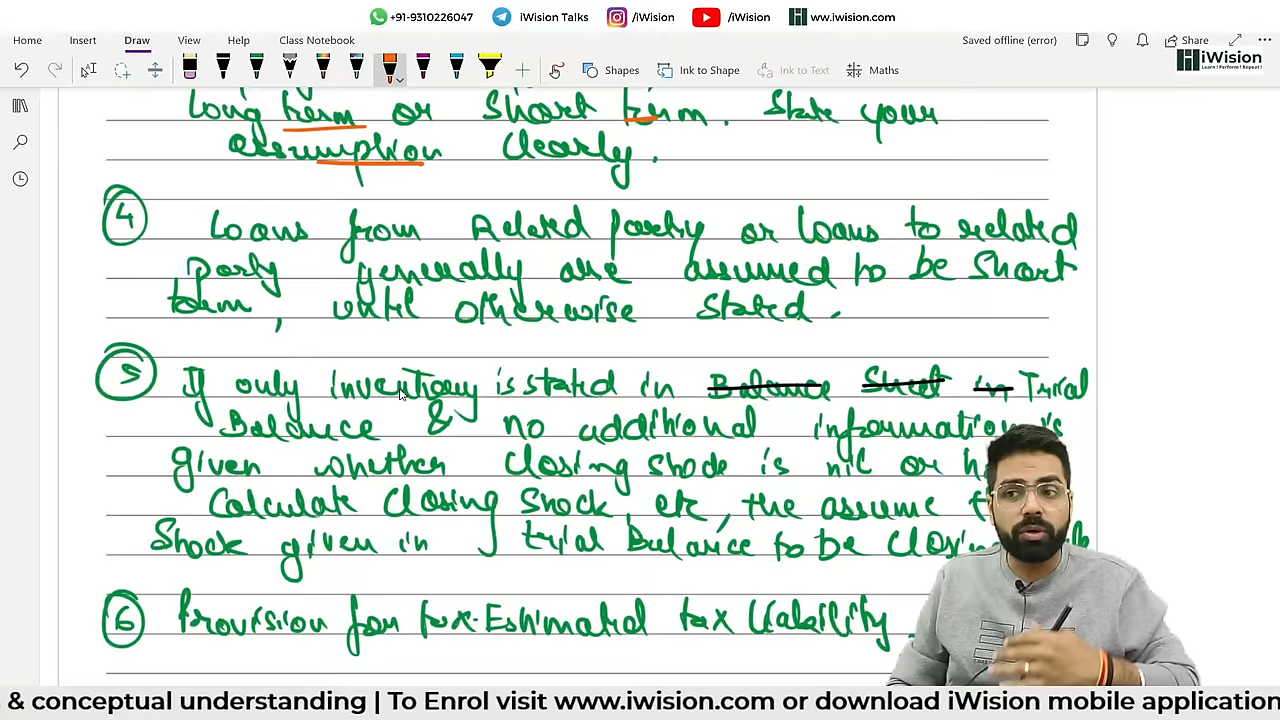 +91-9310226047 iWision Talks /iWision /iWision ww.iwision.com
Home Insert Draw View Help Class Notebook Saved offline (error) Share
Shapes Ink to Shape Ink to Text Maths
iWision
Learn ! Perform ! Repeat !
Long term or Short term. State your
assumption Clearly.
4 Loans from Related party or loans to related
party generally are assumed to be Short
term, until otherwise stated.
5 If only inventory is stated in Balance Sheet in Trial
Balance & no additional information is
given whether closing stock is nil or
Calculate Closing Stock, etc, the assume
Stock given in trial Balance to be closing
6 Provision for tax-Estimated tax liability.
s & conceptual understanding | To Enrol visit www.iwision.com or download iWision mobile application